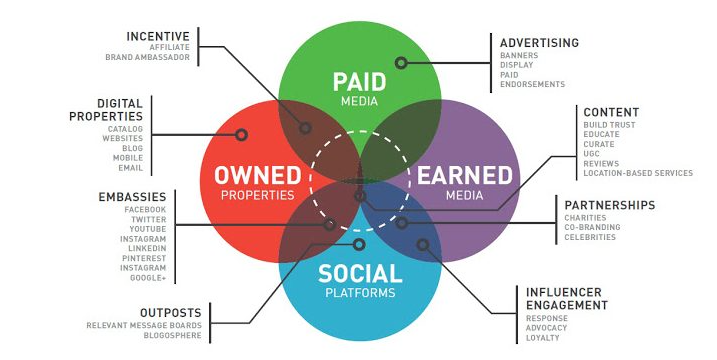 INCENTIVE
AFFILIATE
BRAND AMBASSADOR
DIGITAL
PROPERTIES
CATALOG
WEBSITES
BLOG
MOBILE
EMAIL
EMBASSIES
FACEBOOK
TWITTER
YOUTUBE
INSTAGRAM
LINKEDIN
PINTEREST
INSTAGRAM
GOOGLE+
OUTPOSTS
RELEVANT MESSAGE BOARDS
BLOGOSPHERE
PAID
MEDIA
OWNED
PROPERTIES
EARNED
MEDIA
SOCIAL
PLATFORMS
ADVERTISING
BANNERS
DISPLAY
PAID
ENDORSEMENTS
CONTENT
BUILD TRUST
EDUCATE
CURATE
UGC
REVIEWS
LOCATION-BASED SERVICES
PARTNERSHIPS
CHARITIES
CO-BRANDING
CELEBRITIES
INFLUENCER
ENGAGEMENT
RESPONSE
ADVOCACY
LOYALTY